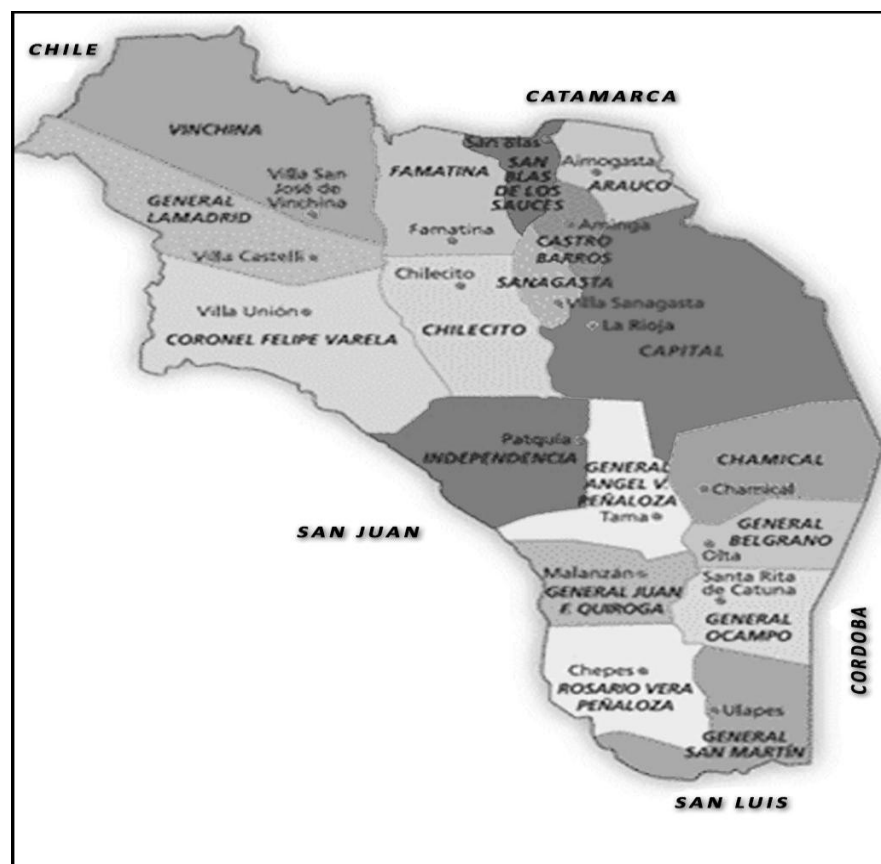 CHILE
CATAMARCA
VINCHINA
San Blas
SAN
BLAS
DE LOS
SAUCES
Aimogasta
ARAUCO
FAMATINA
Villa San
José de
Vinchina
GENERAL
LAMADRID
Famatina
Aminga
CASTRO
BARROS
Villa Castelli
Chilecito
SANAGASTA
Villa Sanagasta
Villa Unión
La Rioja
CORONEL FELIPE VARELA
CHILECITO
CAPITAL
Patquía
INDEPENDENCIA
GENERAL
ANGEL V.
PEÑALOZA
Tama
CHAMICAL
Chamical
SAN JUAN
GENERAL
BELGRANO
Olta
Malanzán
GENERAL JUAN
F. QUIROGA
Santa Rita
de Catuna
GENERAL
OCAMPO
CORDOBA
Chepes
ROSARIO VERA
PEÑALOZA
Ulapes
GENERAL
SAN MARTÍN
SAN LUIS